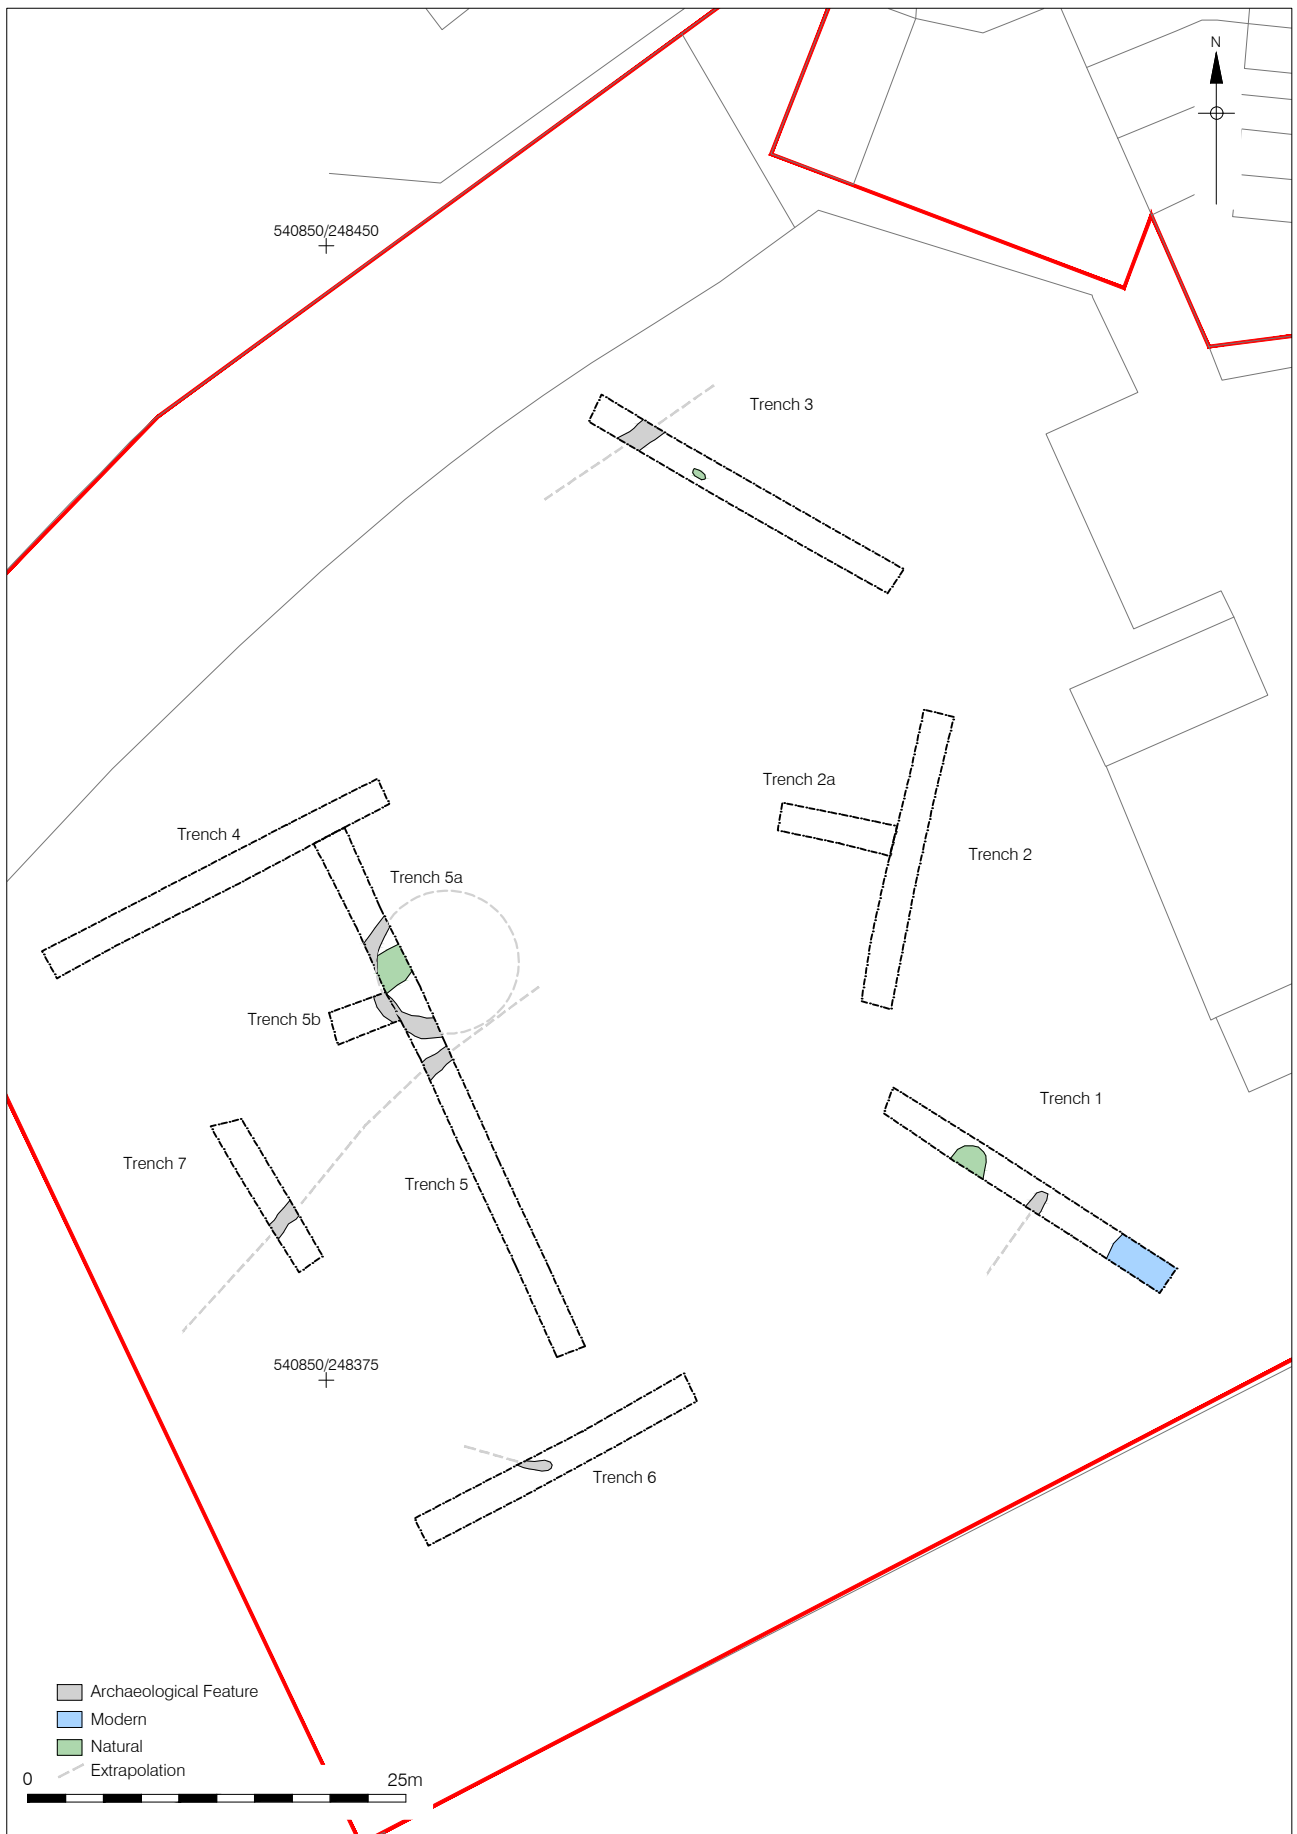 N
540850/248450
Trench 3
Trench 2a
Trench 4
Trench 2
Trench 5a
Trench 5b
Trench 1
Trench 7
Trench 5
540850/248375
Trench 6
Archaeological Feature
Modern
Natural
Extrapolation
0 25m